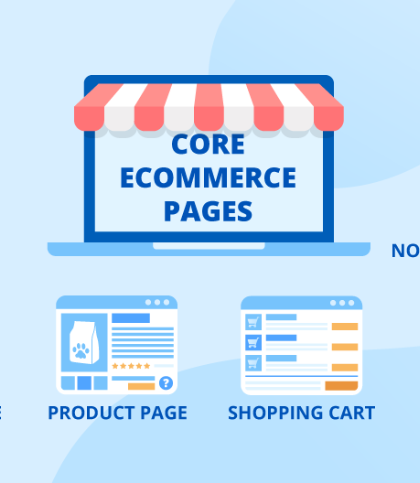 CORE
ECOMMERCE
PAGES
NO
PRODUCT PAGE
SHOPPING CART